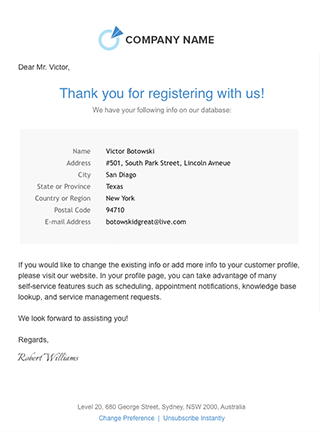 COMPANY NAME
Dear Mr. Victor,
Thank you for registering with us!
We have your following info on our database:
Name Victor Botowski
Address #501, South Park Street, Lincoln Avneue
City San Diago
State or Province Texas
Country or Region New York
Postal Code 94710
E-mail Address botowskidgreat@live.com
If you would like to change the existing info or add more info to your customer profile,
please visit our website. In your profile page, you can take advantage of many
self-service features such as scheduling, appointment notifications, knowledge base
lookup, and service management requests.
We look forward to assisting you!
Regards,
Robert Williams
Level 20, 680 George Street, Sydney, NSW 2000, Australia
Change Preference | Unsubscribe Instantly